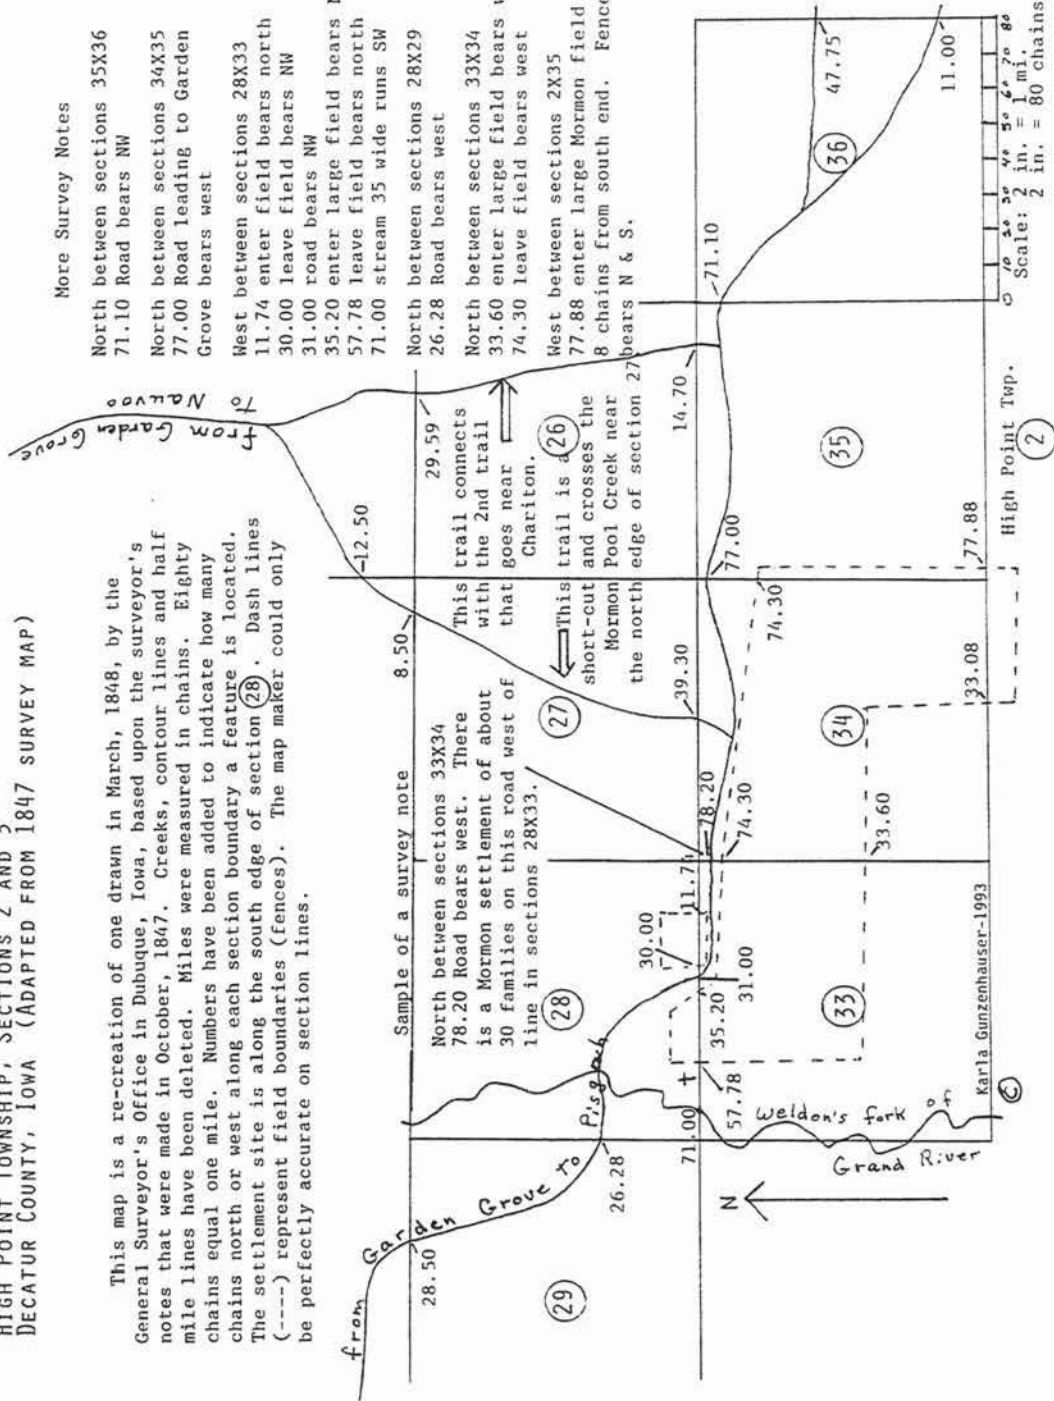 HIGH POINT TOWNSHIP, SECTIONS 2 AND
DECATUR COUNTY, IOWA (ADAPTED FROM 1847 SURVEY MAP)
This map is a re-creation of one drawn in March, 1848, by the
General Surveyor's Office in Dubuque, Iowa, based upon the surveyor's
notes that were made in October, 1847. Creeks, contour lines and half
mile lines have been deleted. Miles were measured in chains. Eighty
chains equal one mile. Numbers have been added to indicate how many
chains north or west along each section boundary a feature is located.
The settlement site is along the south edge of section 28. Dash lines
(----) represent field boundaries (fences). The map maker could only
be perfectly accurate on section lines.
More Survey Notes
North between sections 35X36
71.10 Road bears NW
North between sections 34X35
77.00 Road leading to Garden
Grove bears west
West between sections 28X33
11.74 enter field bears north
30.00 leave field bears NW
31.00 road bears NW
35.20 enter large field bears
57.78 leave field bears north
71.00 stream 35 wide runs SW
North between sections 28X29
26.28 Road bears west
North between sections 33X34
33.60 enter large field bears
74.30 leave field bears west
West between sections 2X35
77.88 enter large Mormon field
8 chains from south end. Fence
bears N & S.
from Garden Grove
to Nauvoo
from Garden Grove to Pisgah
28.50
12.50
8.50
29.59
Sample of a survey note
North between sections 33X34
78.20 Road bears west. There
is a Mormon settlement of about
30 families on this road west of
line in sections 28X33.
This trail connects
with the 2nd trail
that goes near
Chariton.
This trail is a
short-cut and crosses the
Mormon Pool Creek near
the north edge of section 27
29
28
27
26
26.28
30.00
11.74
78.20
39.30
14.70
71.10
47.75
71.00
57.78
35.20
31.00
74.30
77.00
74.30
36
11.00
33
33.60
34
35
33.08
77.88
N
Weldon's fork of
Grand River
Karla Gunzenhauser-1993
©
High Point Twp.
2
0 10 20 30 40 50 60 70 80
Scale: 2 in. = 1 mi.
2 in. = 80 chains